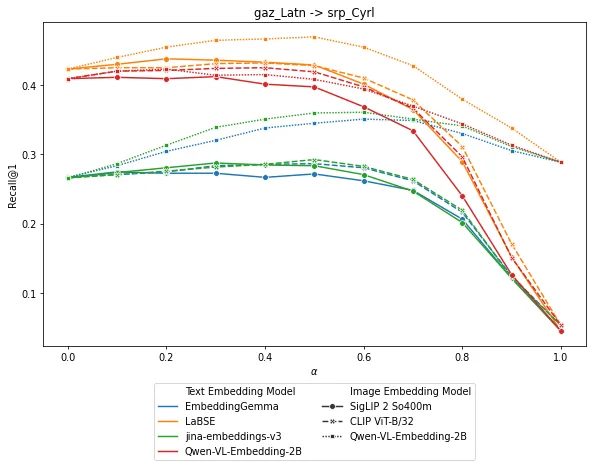 gaz_Latn -> srp_Cyrl
Recall@1
0.4
0.3
0.2
0.1
0.0
0.2
0.4
0.6
0.8
1.0
α
Text Embedding Model
EmbeddingGemma
LaBSE
jina-embeddings-v3
Qwen-VL-Embedding-2B
Image Embedding Model
SigLIP 2 So400m
CLIP ViT-B/32
Qwen-VL-Embedding-2B